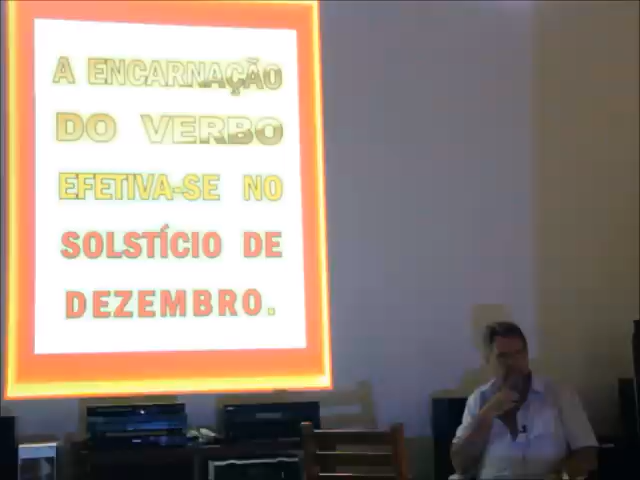 A ENCARNAÇÃO
DO VERBO
EFETIVA-SE NO
SOLSTÍCIO DE
DEZEMBRO.